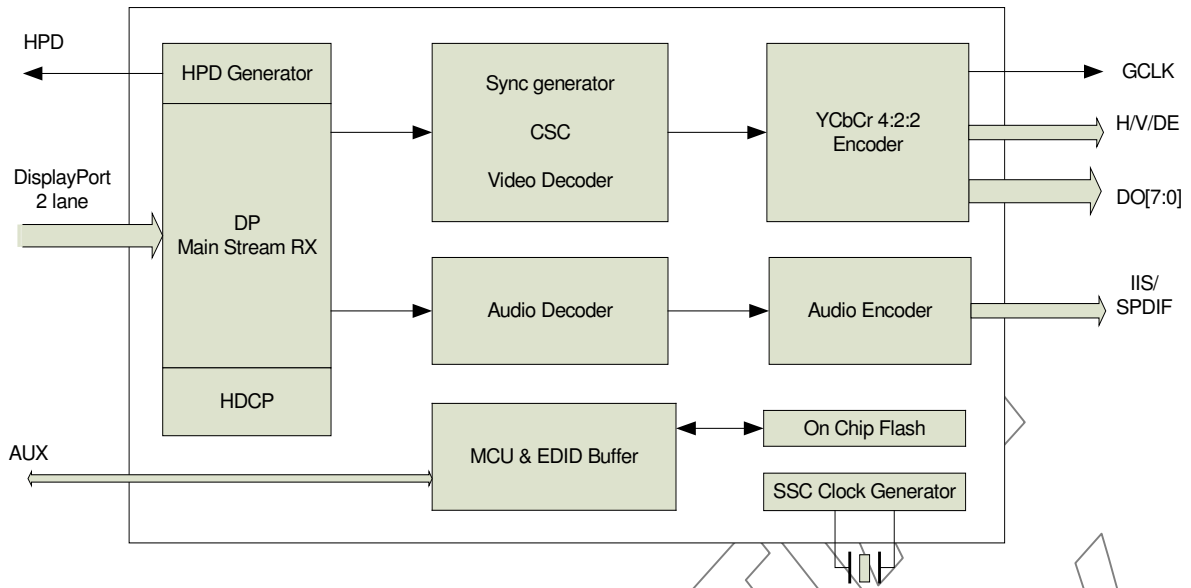 HPD
HPD Generator
DisplayPort
2 lane
DP
Main Stream RX
HDCP
AUX
Sync generator
CSC
Video Decoder
YCbCr 4:2:2
Encoder
GCLK
H/V/DE
DO[7:0]
Audio Decoder
Audio Encoder
IIS/
SPDIF
MCU & EDID Buffer
On Chip Flash
SSC Clock Generator